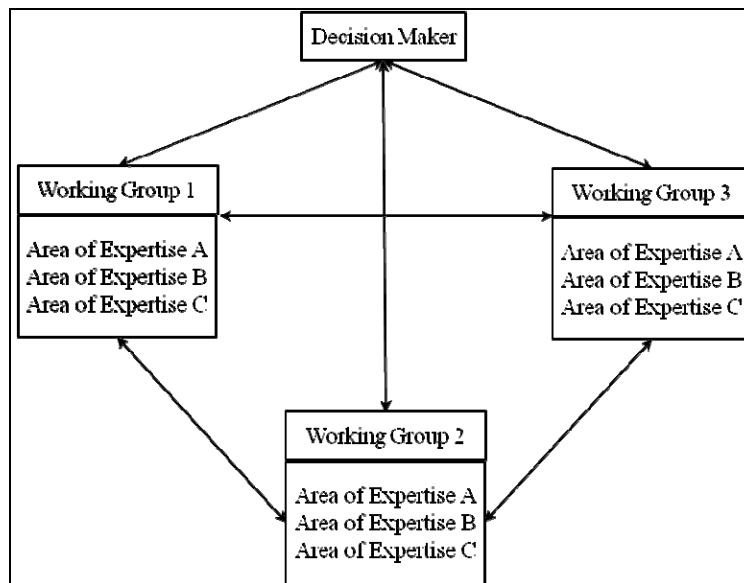 Decision Maker
Working Group 1
Area of Expertise A
Area of Expertise B
Area of Expertise C
Working Group 3
Area of Expertise A
Area of Expertise B
Area of Expertise C
Working Group 2
Area of Expertise A
Area of Expertise B
Area of Expertise C